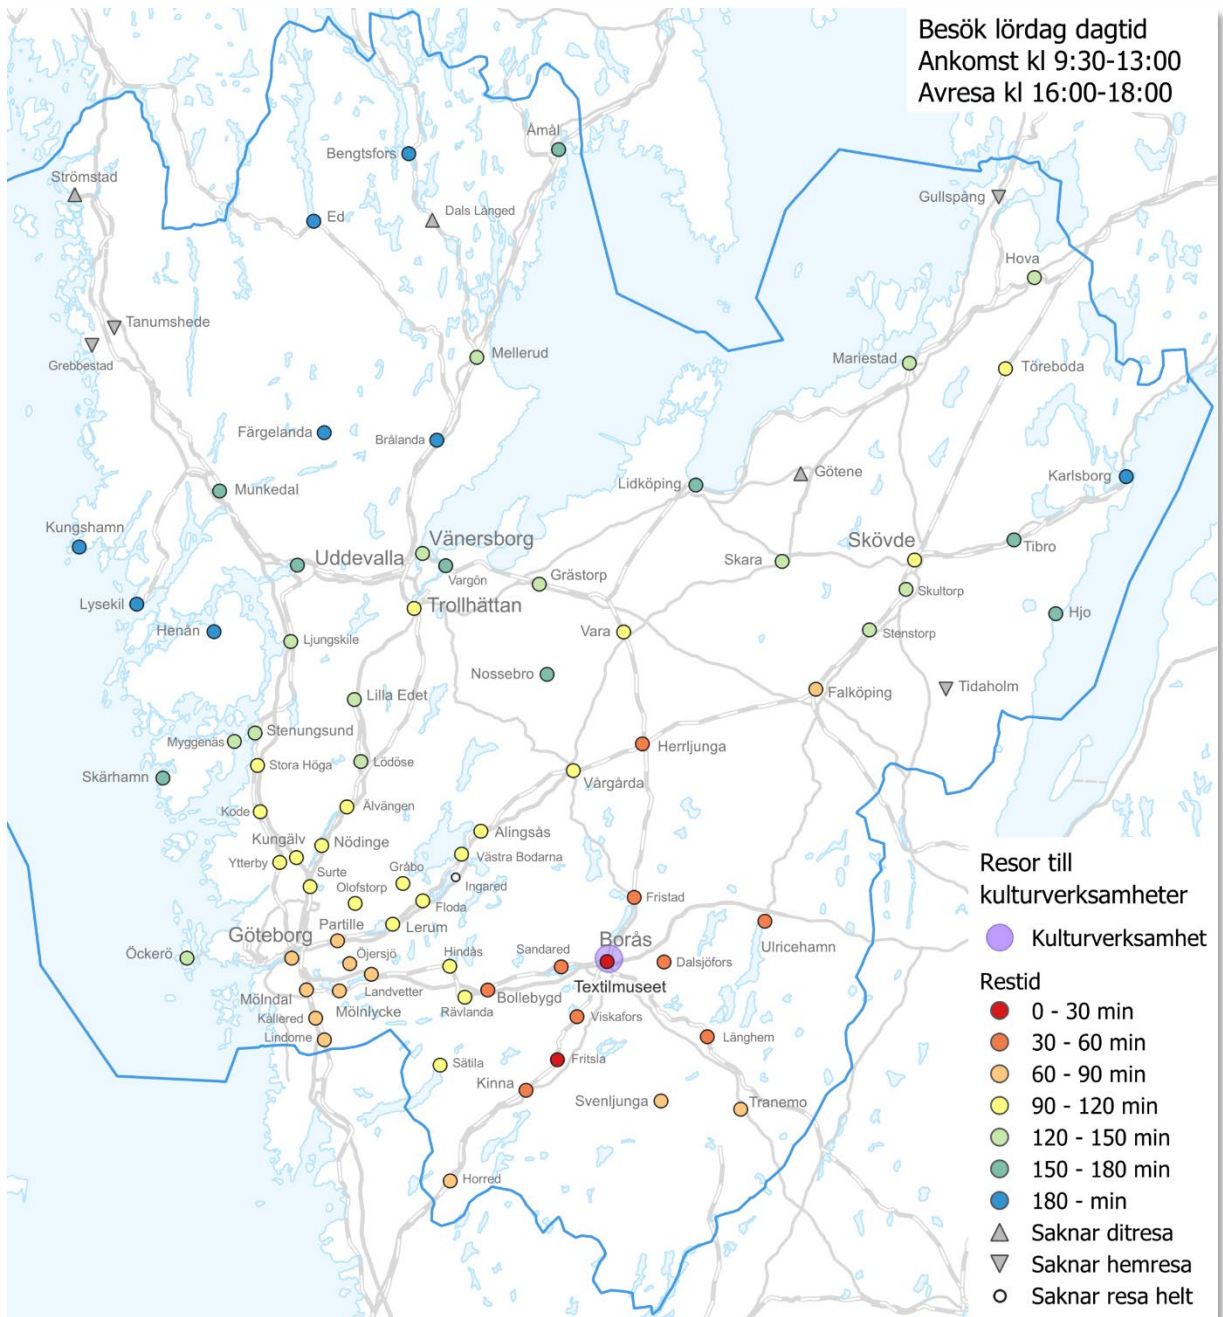 Besök lördag dagtid
Ankomst kl 9:30-13:00
Avresa kl 16:00-18:00
Åmål
Bengtsfors
Strömstad
Gullspång
Dals Långed
Ed
Hova
Tanumshede
Grebbestad
Mellerud
Mariestad
Töreboda
Färgelanda
Brålanda
Götene
Karlsborg
Lidköping
Munkedal
Kungshamn
Vänersborg
Skövde
Tibro
Uddevalla
Skara
Vargön
Grästorp
Skultorp
Lysekil
Trollhättan
Hjo
Henån
Vara
Stenstorp
Ljungskile
Nossebro
Tidaholm
Lilla Edet
Falköping
Stenungsund
Myggenäs
Herrljunga
Stora Höga
Lödöse
Skärhamn
Vårgårda
Kode
Älvängen
Alingsås
Kungälv
Nödinge
Västra Bodarna
Ytterby
Gråbo
Surte
Ingared
Olofstorp
Floda
Fristad
Partille
Lerum
Göteborg
Borås
Ulricehamn
Öckerö
Öjersjö
Hindås
Sandared
Dalsjöfors
Textilmuseet
Landvetter
Mölndal
Mölnlycke
Rävlanda
Bollebygd
Kållered
Viskafors
Lindome
Länghem
Sätila
Fritsla
Kinna
Svenljunga
Tranemo
Horred
Resor till
kulturverksamheter
Kulturverksamhet
Restid
0 - 30 min
30 - 60 min
60 - 90 min
90 - 120 min
120 - 150 min
150 - 180 min
180 - min
Saknar ditresa
Saknar hemresa
Saknar resa helt